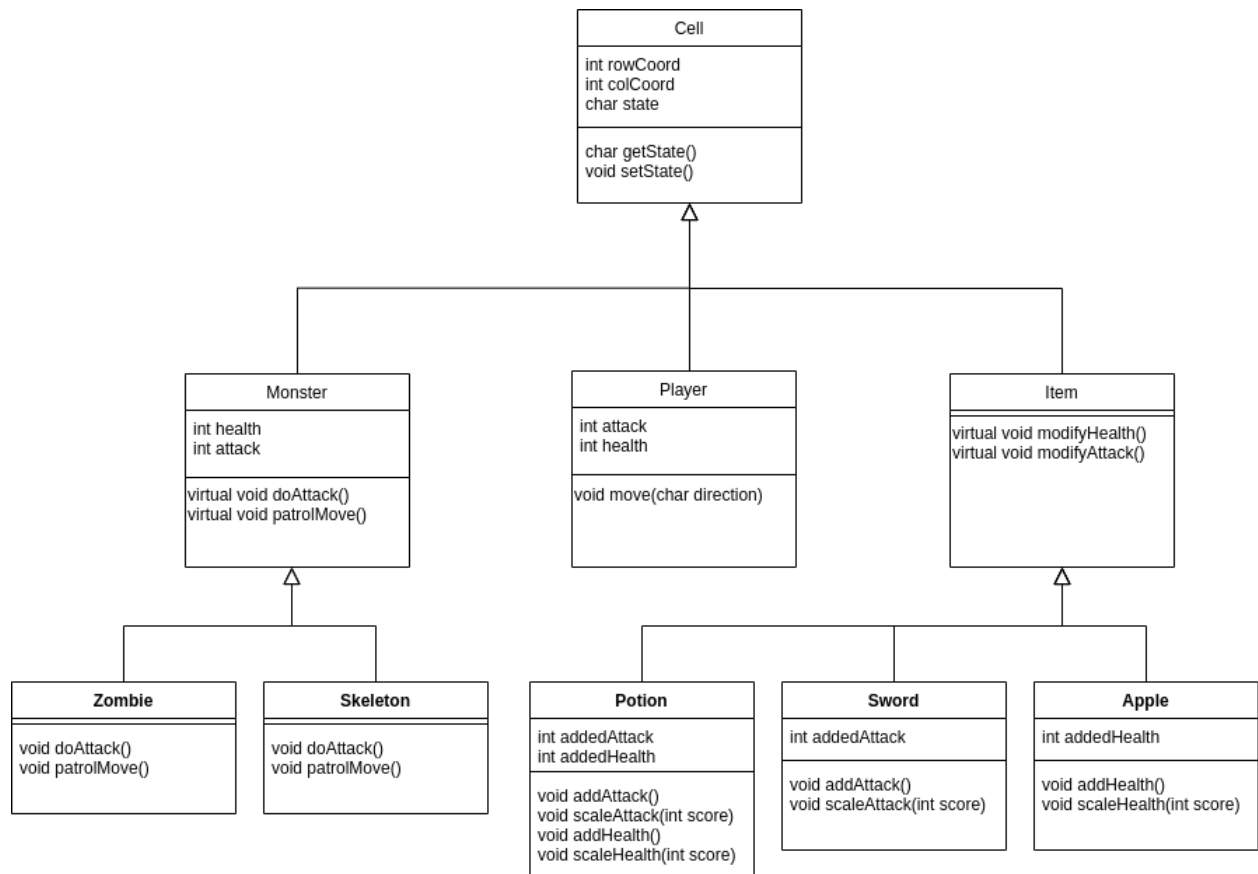 Cell
int rowCoord
int colCoord
char state
char getState()
void setState()
Monster
int health
int attack
virtual void doAttack()
virtual void patrolMove()
Player
int attack
int health
void move(char direction)
Item
virtual void modifyHealth()
virtual void modifyAttack()
Zombie
void doAttack()
void patrolMove()
Skeleton
void doAttack()
void patrolMove()
Potion
int addedAttack
int addedHealth
void addAttack()
void scaleAttack(int score)
void addHealth()
void scaleHealth(int score)
Sword
int addedAttack
void addAttack()
void scaleAttack(int score)
Apple
int addedHealth
void addHealth()
void scaleHealth(int score)